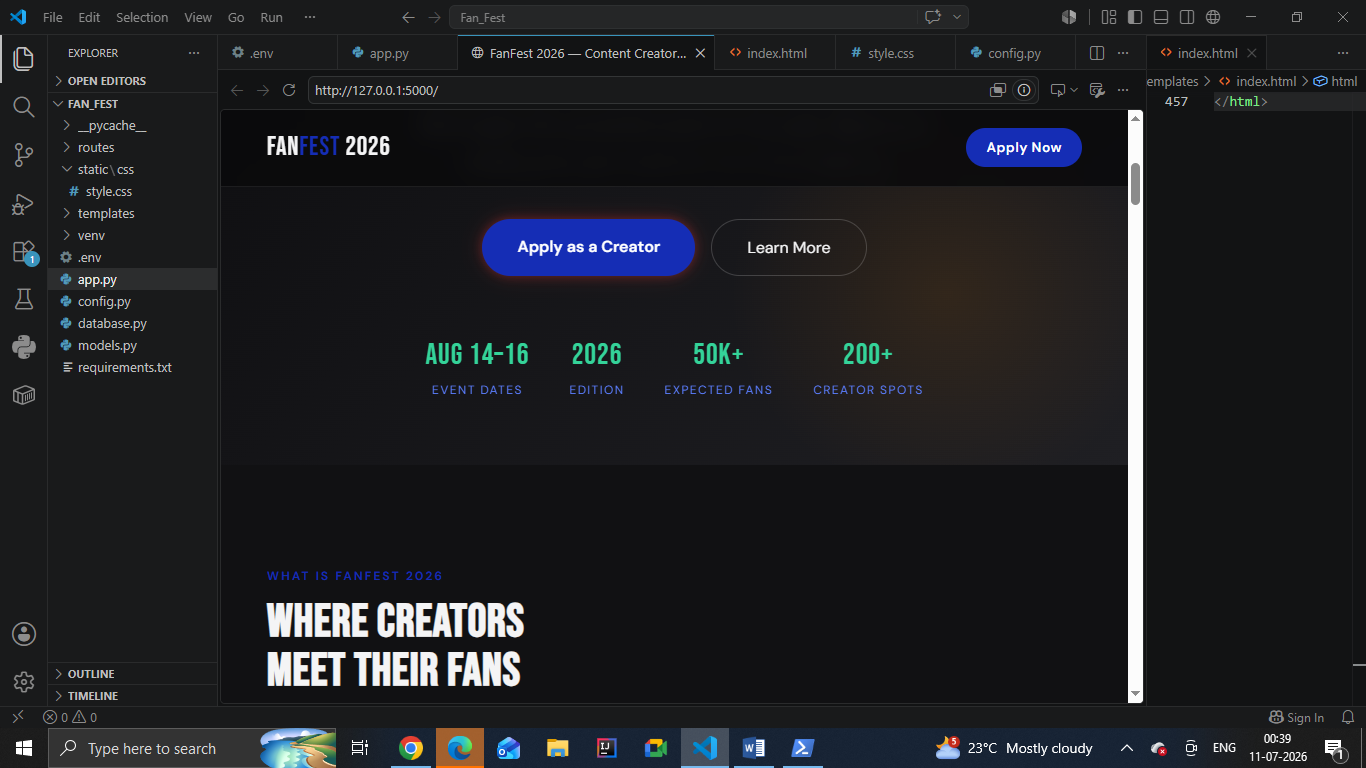 File Edit Selection View Go Run ···
Fan_Fest
EXPLORER ···
OPEN EDITORS
FAN_FEST
__pycache__
routes
static\css
# style.css
templates
venv
.env
app.py
config.py
database.py
models.py
requirements.txt
OUTLINE
TIMELINE
1
.env
app.py
FanFest 2026 — Content Creator...
index.html
# style.css
config.py
···
index.html
···
http://127.0.0.1:5000/
···
emplates > index.html > html
457 </html>
FANFEST 2026
Apply Now
Apply as a Creator
Learn More
AUG 14–16 2026 50K+ 200+
EVENT DATES EDITION EXPECTED FANS CREATOR SPOTS
WHAT IS FANFEST 2026
WHERE CREATORS
MEET THEIR FANS
0 0
Sign In
Type here to search
5
23°C Mostly cloudy
ENG
00:39
11-07-2026
1